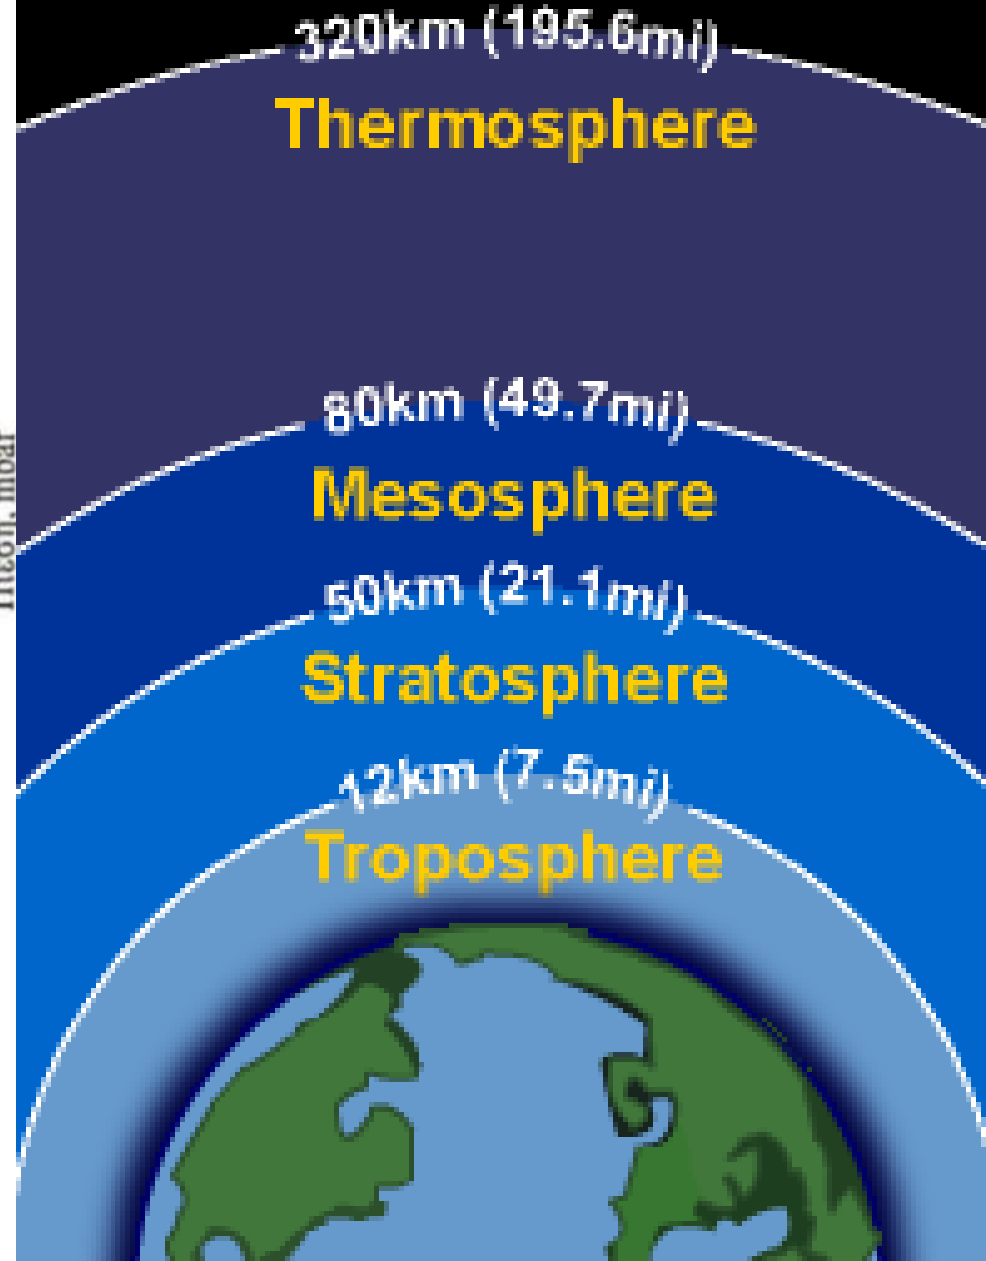 320km (195.6mi)
Thermosphere
80km (49.7mi)
Mesosphere
50km (21.1mi)
Stratosphere
12km (7.5mi)
Troposphere